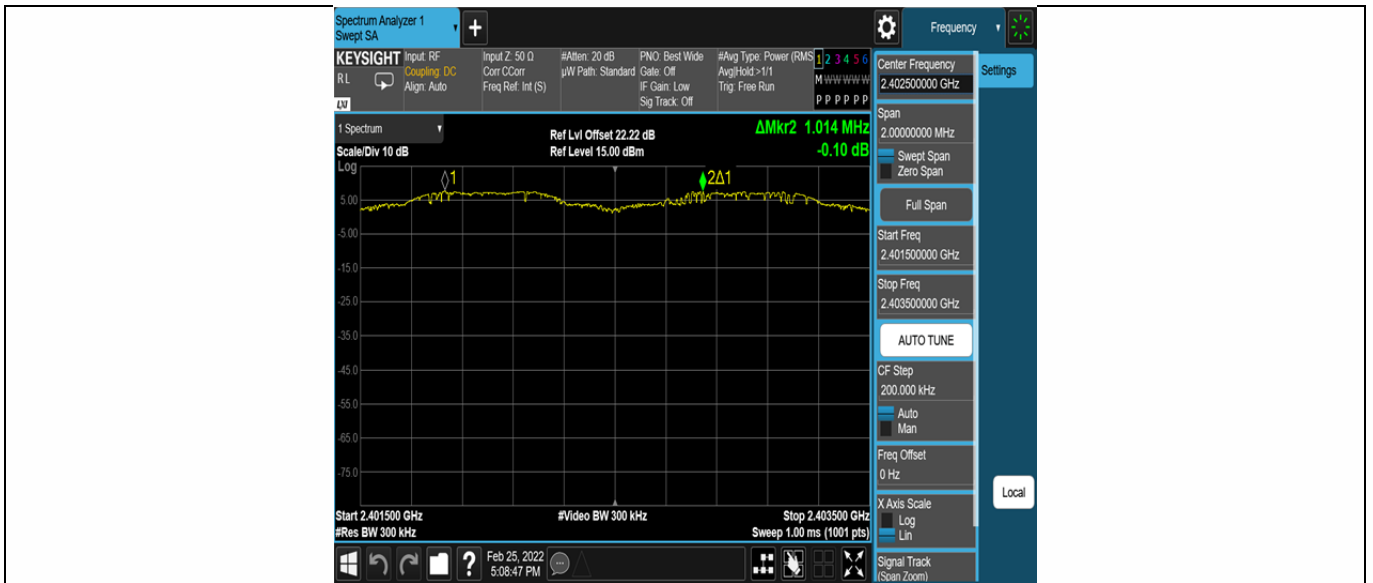 Spectrum Analyzer 1
Swept SA
+
Frequency
KEYSIGHT
RL
LXI
Input: RF
Coupling: DC
Align: Auto
Input Z: 50 Ω
Corr CCorr
Freq Ref: Int (S)
#Atten: 20 dB
µW Path: Standard
PNO: Best Wide
Gate: Off
IF Gain: Low
Sig Track: Off
#Avg Type: Power (RMS
Avg|Hold:>1/1
Trig: Free Run
1 2 3 4 5 6
M W W W W W
P P P P P P
1 Spectrum
Scale/Div 10 dB
Log
Ref Lvl Offset 22.22 dB
Ref Level 15.00 dBm
ΔMkr2 1.014 MHz
-0.10 dB
1
2Δ1
5.00
-5.00
-15.0
-25.0
-35.0
-45.0
-55.0
-65.0
-75.0
Start 2.401500 GHz
#Res BW 300 kHz
#Video BW 300 kHz
Stop 2.403500 GHz
Sweep 1.00 ms (1001 pts)
?
Feb 25, 2022
5:08:47 PM
Center Frequency
2.402500000 GHz
Settings
Span
2.00000000 MHz
Swept Span
Zero Span
Full Span
Start Freq
2.401500000 GHz
Stop Freq
2.403500000 GHz
AUTO TUNE
CF Step
200.000 kHz
Auto
Man
Freq Offset
0 Hz
Local
X Axis Scale
Log
Lin
Signal Track
(Span Zoom)